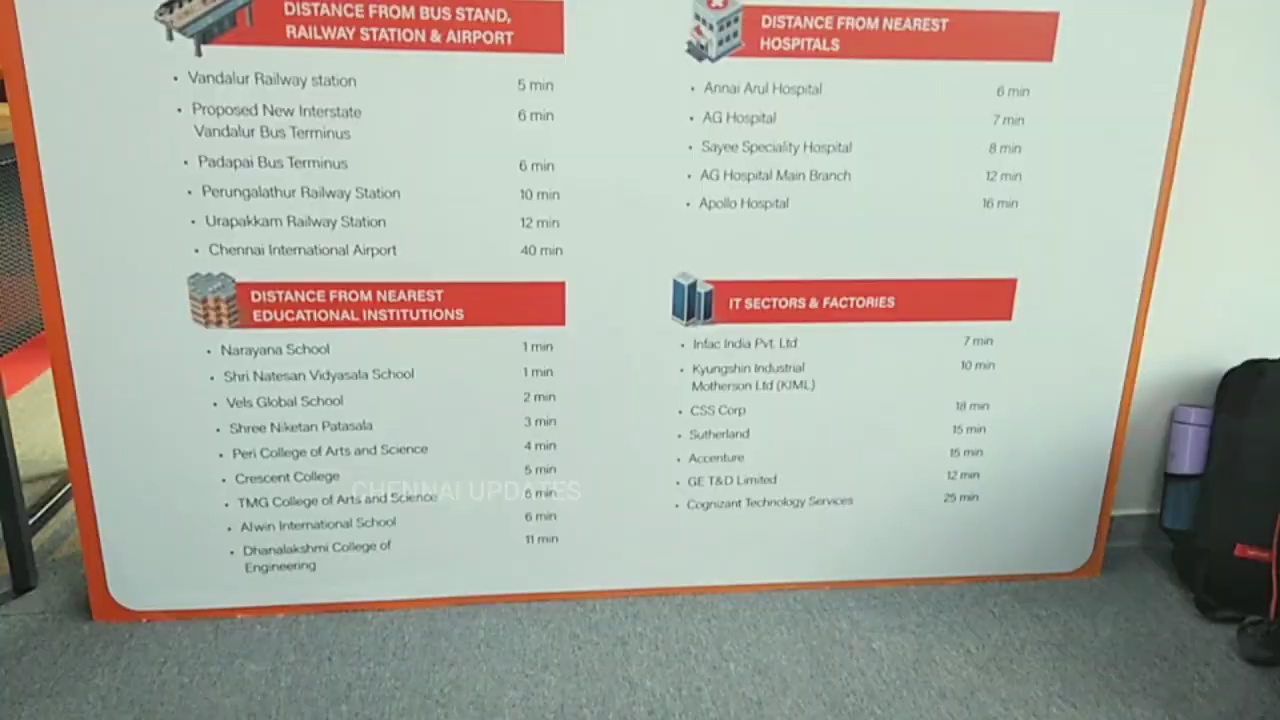 DISTANCE FROM BUS STAND,
RAILWAY STATION & AIRPORT
• Vandalur Railway station 5 min
• Proposed New Interstate 6 min
Vandalur Bus Terminus
• Padapai Bus Terminus 6 min
• Perungalathur Railway Station 10 min
• Urapakkam Railway Station 12 min
• Chennai International Airport 40 min
DISTANCE FROM NEAREST
HOSPITALS
• Annai Arul Hospital 6 min
• AG Hospital 7 min
• Sayee Speciality Hospital 8 min
• AG Hospital Main Branch 12 min
• Apollo Hospital 16 min
DISTANCE FROM NEAREST
EDUCATIONAL INSTITUTIONS
• Narayana School 1 min
• Shri Natesan Vidyasala School 1 min
• Vels Global School 2 min
• Shree Niketan Patasala 3 min
• Peri College of Arts and Science 4 min
• Crescent College 5 min
• TMG College of Arts and Science 6 min
• Alwin International School 6 min
• Dhanalakshmi College of 11 min
Engineering
IT SECTORS & FACTORIES
• Infac India Pvt. Ltd 7 min
• Kyungshin Industrial 10 min
Motherson Ltd (KIML)
• CSS Corp 18 min
• Sutherland 15 min
• Accenture 15 min
• GE T&D Limited 12 min
• Cognizant Technology Services 25 min
CHENNAI UPDATES